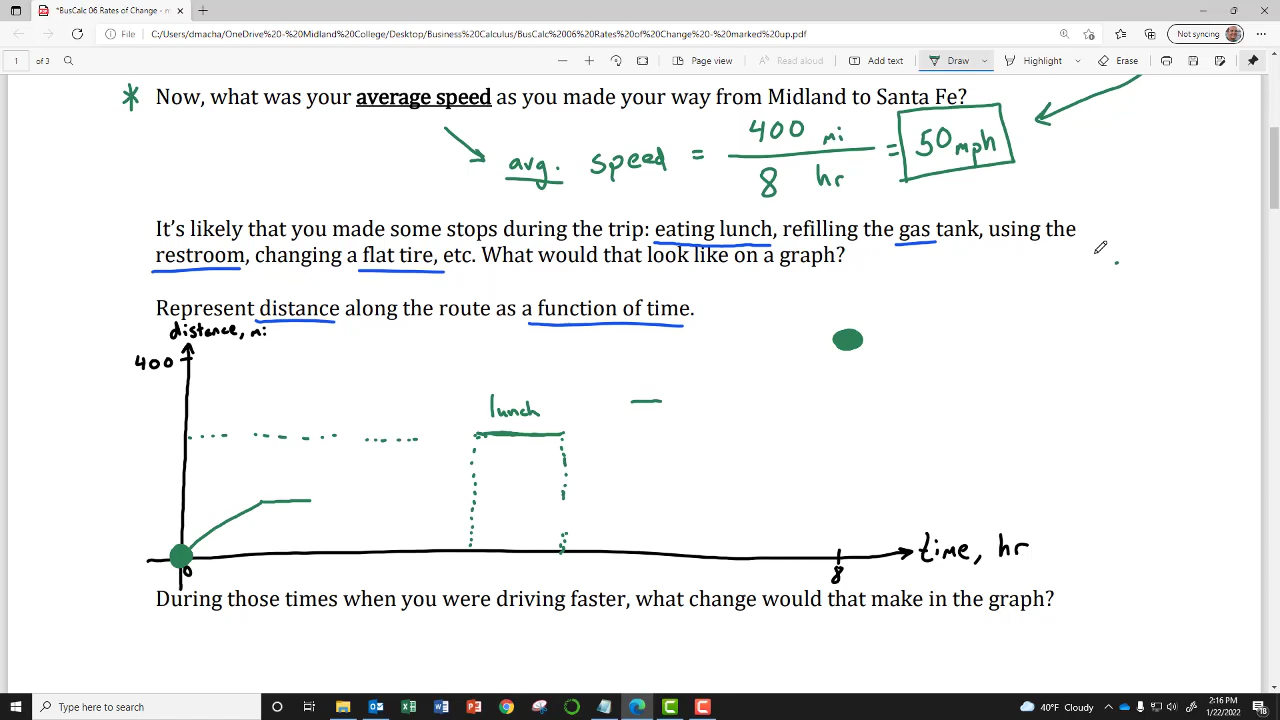 *BusCalc 06 Rates of Change - m
File
C:/Users/dmacha/OneDrive%20-%20Midland%20College/Desktop/Business%20Calculus/BusCalc%2006%20Rates%20of%20Change%20-%20marked%20up.pdf
Not syncing
1 of 3
Page view
Read aloud
Add text
Draw
Highlight
Erase
* Now, what was your average speed as you made your way from Midland to Santa Fe?
avg. speed = 400 mi / 8 hr = 50 mph
It's likely that you made some stops during the trip: eating lunch, refilling the gas tank, using the
restroom, changing a flat tire, etc. What would that look like on a graph?
Represent distance along the route as a function of time.
distance, mi
400
lunch
time, hr
0
8
During those times when you were driving faster, what change would that make in the graph?
Type here to search
40°F Cloudy
2:16 PM
1/22/2022
18